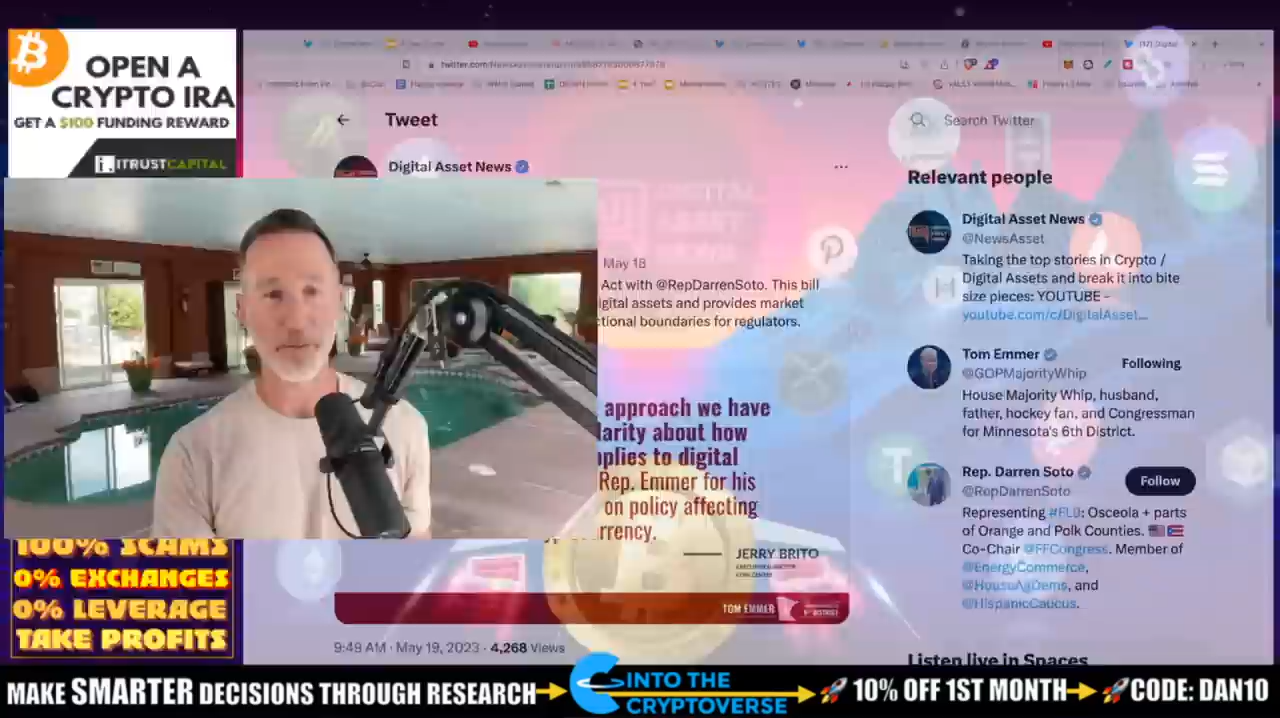 OPEN A
CRYPTO IRA
GET A $100 FUNDING REWARD
ITRUSTCAPITAL
Tweet
Digital Asset News
May 18
Act with @RepDarrenSoto. This bill
igital assets and provides market
ctional boundaries for regulators.
approach we have
larity about how
pplies to digital
Rep. Emmer for his
on policy affecting
rrency.
JERRY BRITO
TOM EMMER
9:49 AM · May 19, 2023 · 4,268 Views
Search Twitter
Relevant people
Digital Asset News
@NewsAsset
Taking the top stories in Crypto /
Digital Assets and break it into bite
size pieces: YOUTUBE -
youtube.com/c/DigitalAsset...
Tom Emmer
Following
@GOPMajorityWhip
House Majority Whip, husband,
father, hockey fan, and Congressman
for Minnesota's 6th District.
Rep. Darren Soto
Follow
@RepDarrenSoto
Representing #FL9: Osceola + parts
of Orange and Polk Counties.
Co-Chair @FFCongress. Member of
@EnergyCommerce,
@HouseAgDems, and
@HispanicCaucus.
Listen live in Spaces
100% SCAMS
0% EXCHANGES
0% LEVERAGE
TAKE PROFITS
MAKE SMARTER DECISIONS THROUGH RESEARCH
INTO THE
CRYPTOVERSE
10% OFF 1ST MONTH
CODE: DAN10